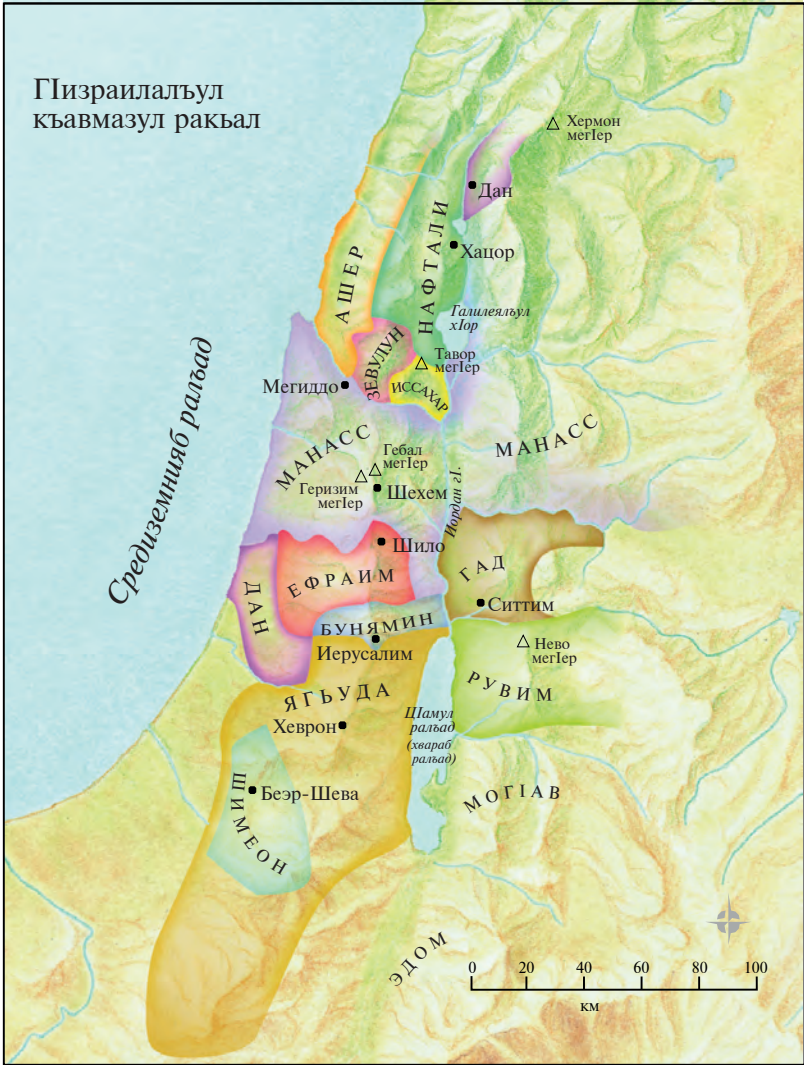 ГӀизраилалъул
къавмазул ракьал
Хермон
мегӀер
Дан
НАФТАЛИ
Хацор
АШЕР
Галилеялъул
хӀор
Средиземнияб ралъад
ЗЕВУЛУН
Тавор
мегӀер
Мегиддо
ИССАХАР
МАНАСС
МАНАСС
Гебал
мегӀер
Геризим
мегӀер
Шехем
Иордан гӀ.
Шило
ЕФРАИМ
ГАД
ДАН
Ситтим
БУНЯМИН
Иерусалим
Нево
мегӀер
ЯГЬУДА
РУВИМ
Хеврон
Щамул
ралъад
(хвараб
ралъад)
ШИМЕОН
Беэр-Шева
МОГӀАВ
ЭДОМ
0 20 40 60 80 100
км